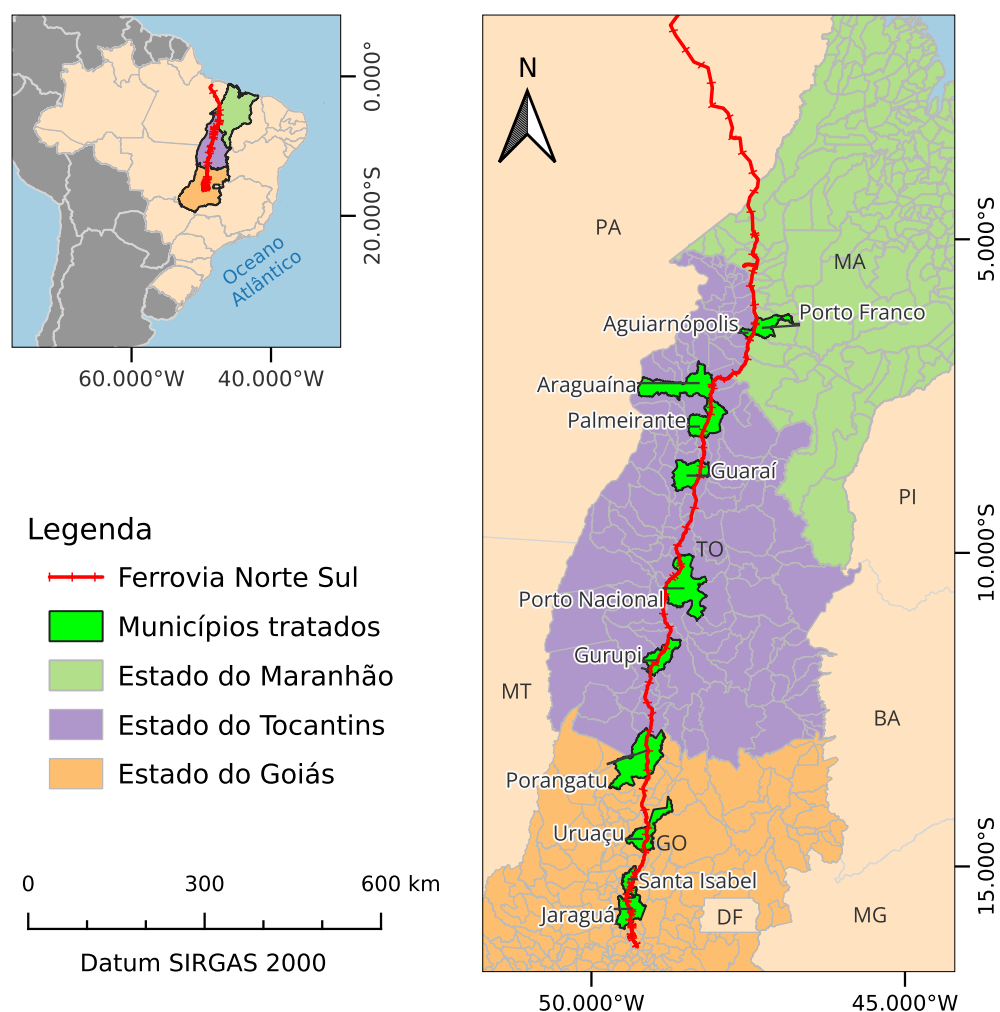 0.000°
20.000°S
Oceano
Atlântico
60.000°W
40.000°W
Legenda
Ferrovia Norte Sul
Municípios tratados
Estado do Maranhão
Estado do Tocantins
Estado do Goiás
0 300 600 km
Datum SIRGAS 2000
N
PA
MA
5.000°S
Porto Franco
Aguiarnópolis
Araguaína
Palmeirante
Guaraí
PI
TO
10.000°S
Porto Nacional
Gurupi
MT
BA
Porangatu
Uruaçu
GO
15.000°S
Santa Isabel
Jaraguá
DF
MG
50.000°W
45.000°W